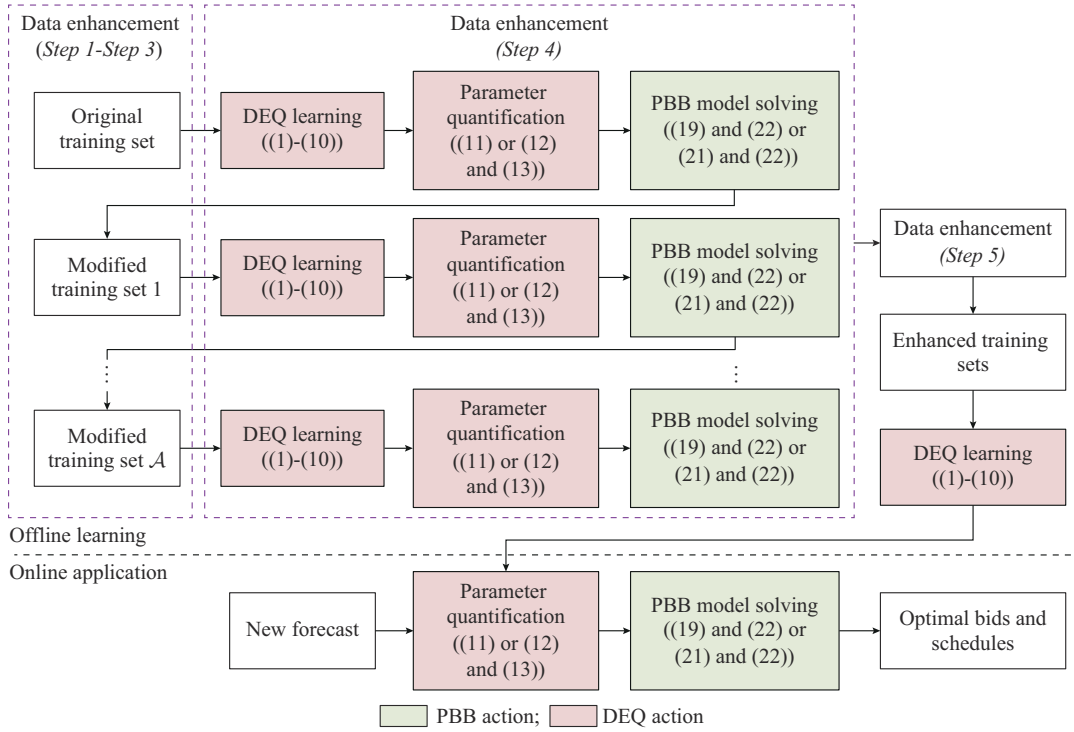 Data enhancement
(Step 1-Step 3)
Data enhancement
(Step 4)
Original
training set
DEQ learning
((1)-(10))
Parameter
quantification
((11) or (12)
and (13))
PBB model solving
((19) and (22) or
(21) and (22))
Modified
training set 1
DEQ learning
((1)-(10))
Parameter
quantification
((11) or (12)
and (13))
PBB model solving
((19) and (22) or
(21) and (22))
Data enhancement
(Step 5)
Enhanced training
sets
⋮
⋮
Modified
training set 𝒜
DEQ learning
((1)-(10))
Parameter
quantification
((11) or (12)
and (13))
PBB model solving
((19) and (22) or
(21) and (22))
DEQ learning
((1)-(10))
Offline learning
Online application
New forecast
Parameter
quantification
((11) or (12)
and (13))
PBB model solving
((19) and (22) or
(21) and (22))
Optimal bids and
schedules
PBB action; DEQ action